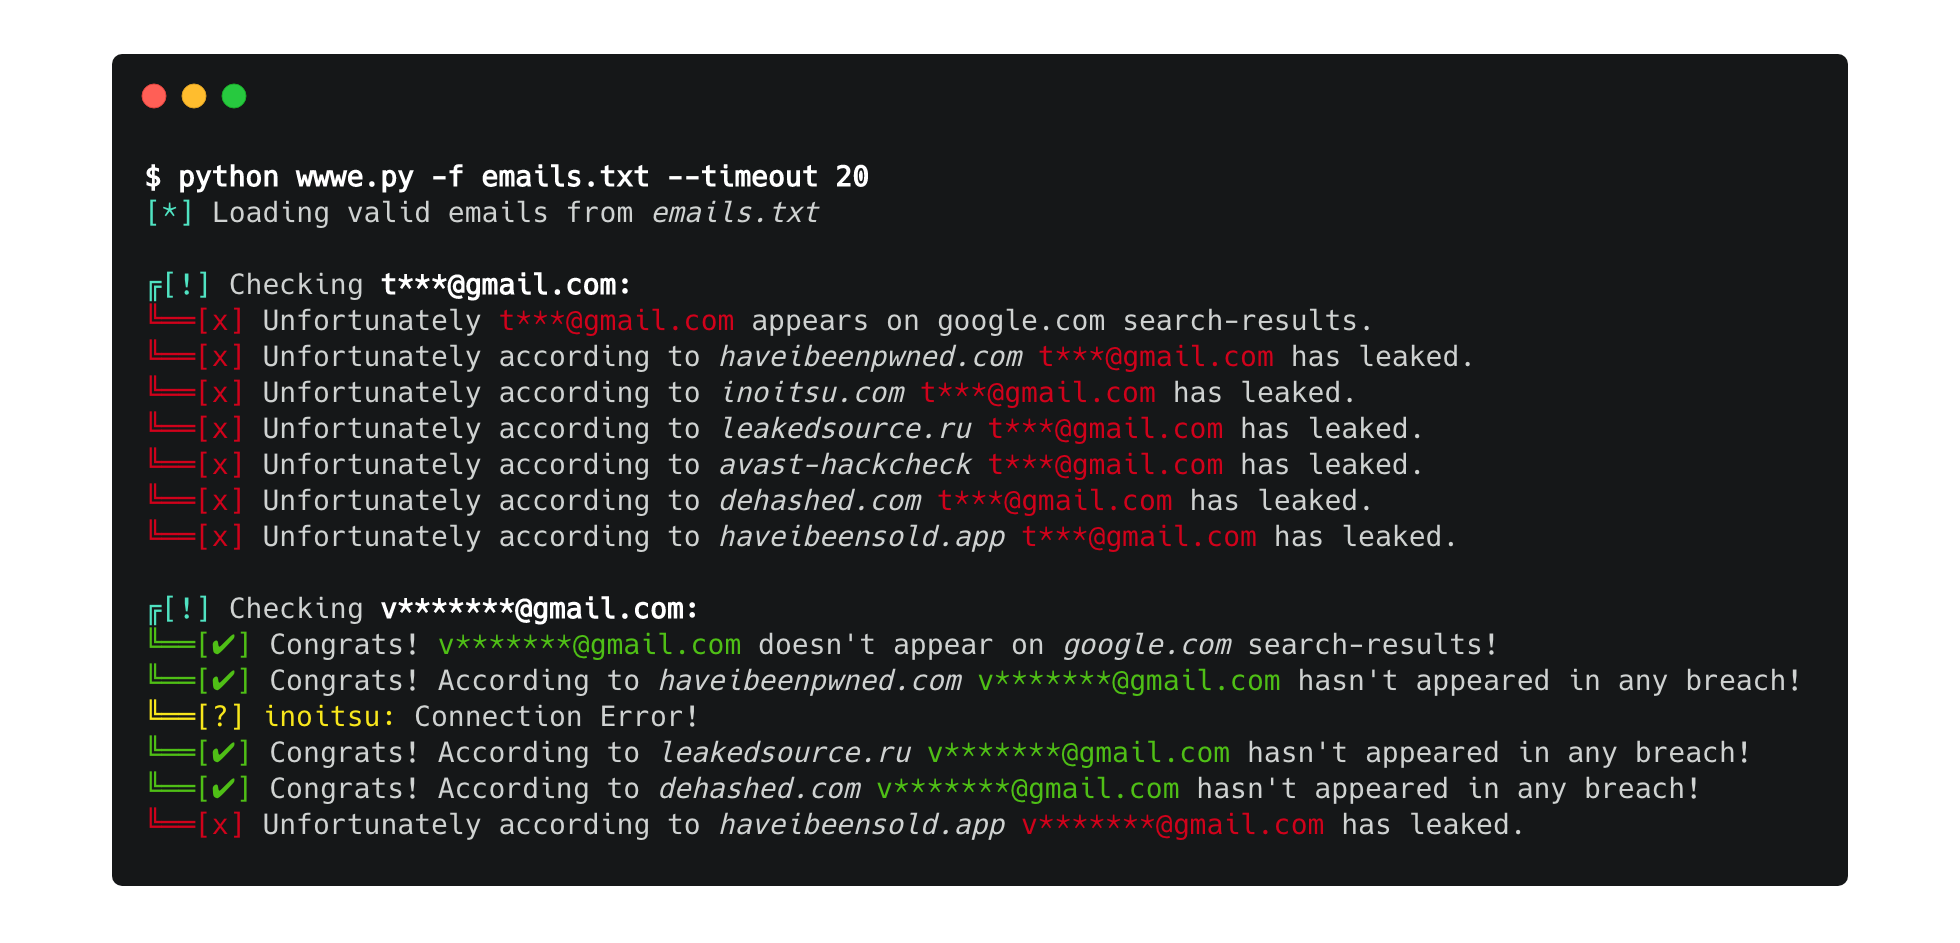 $ python wwwe.py -f emails.txt --timeout 20
[*] Loading valid emails from emails.txt
╔[!] Checking t***@gmail.com:
╚══[x] Unfortunately t***@gmail.com appears on google.com search-results.
╚══[x] Unfortunately according to haveibeenpwned.com t***@gmail.com has leaked.
╚══[x] Unfortunately according to inoitsu.com t***@gmail.com has leaked.
╚══[x] Unfortunately according to leakedsource.ru t***@gmail.com has leaked.
╚══[x] Unfortunately according to avast-hackcheck t***@gmail.com has leaked.
╚══[x] Unfortunately according to dehashed.com t***@gmail.com has leaked.
╚══[x] Unfortunately according to haveibeensold.app t***@gmail.com has leaked.
╔[!] Checking v*******@gmail.com:
╚══[✔] Congrats! v*******@gmail.com doesn't appear on google.com search-results!
╚══[✔] Congrats! According to haveibeenpwned.com v*******@gmail.com hasn't appeared in any breach!
╚══[?] inoitsu: Connection Error!
╚══[✔] Congrats! According to leakedsource.ru v*******@gmail.com hasn't appeared in any breach!
╚══[✔] Congrats! According to dehashed.com v*******@gmail.com hasn't appeared in any breach!
╚══[x] Unfortunately according to haveibeensold.app v*******@gmail.com has leaked.